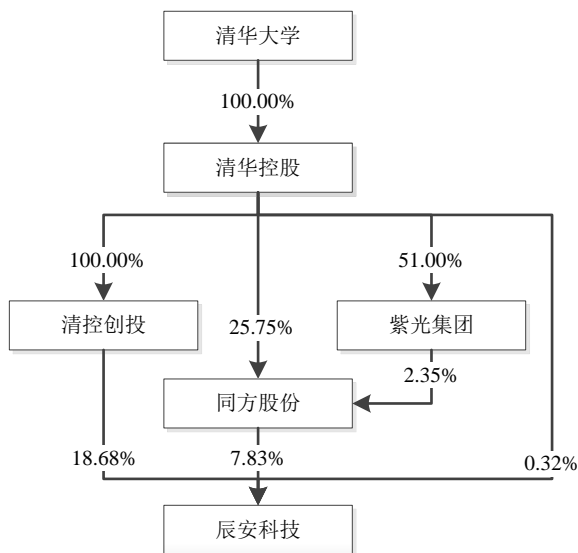 清华大学
100.00%
清华控股
100.00%
51.00%
清控创投
25.75%
紫光集团
2.35%
同方股份
18.68%
7.83%
0.32%
辰安科技